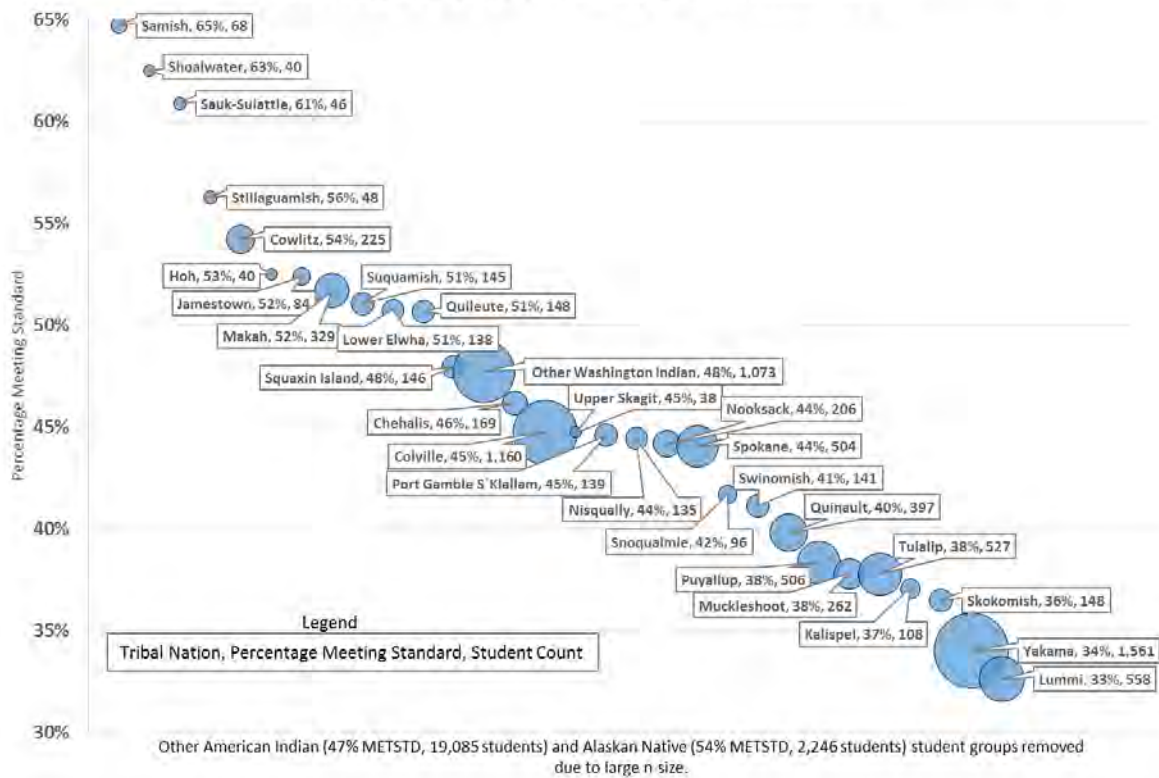 65%
Samish, 65%, 68
Shoalwater, 63%, 40
Sauk-Suiattle, 61%, 46
60%
Stillaguamish, 56%, 48
55%
Cowlitz, 54%, 225
Hoh, 53%, 40
Suquamish, 51%, 145
Jamestown, 52%, 84
Quileute, 51%, 148
Makah, 52%, 329
Lower Elwha, 51%, 138
50%
Percentage Meeting Standard
Squaxin Island, 48%, 146
Other Washington Indian, 48%, 1,073
Upper Skagit, 45%, 38
Nooksack, 44%, 206
Chehalis, 46%, 169
45%
Spokane, 44%, 504
Colville, 45%, 1,160
Port Gamble S`Klallam, 45%, 139
Swinomish, 41%, 141
Nisqually, 44%, 135
Quinault, 40%, 397
Snoqualmie, 42%, 96
40%
Tulalip, 38%, 527
Puyallup, 38%, 506
Muckleshoot, 38%, 262
Skokomish, 36%, 148
Kalispel, 37%, 108
35%
Legend
Tribal Nation, Percentage Meeting Standard, Student Count
Yakama, 34%, 1,561
Lummi, 33%, 558
30%
Other American Indian (47% METSTD, 19,085 students) and Alaskan Native (54% METSTD, 2,246 students) student groups removed
due to large n size.